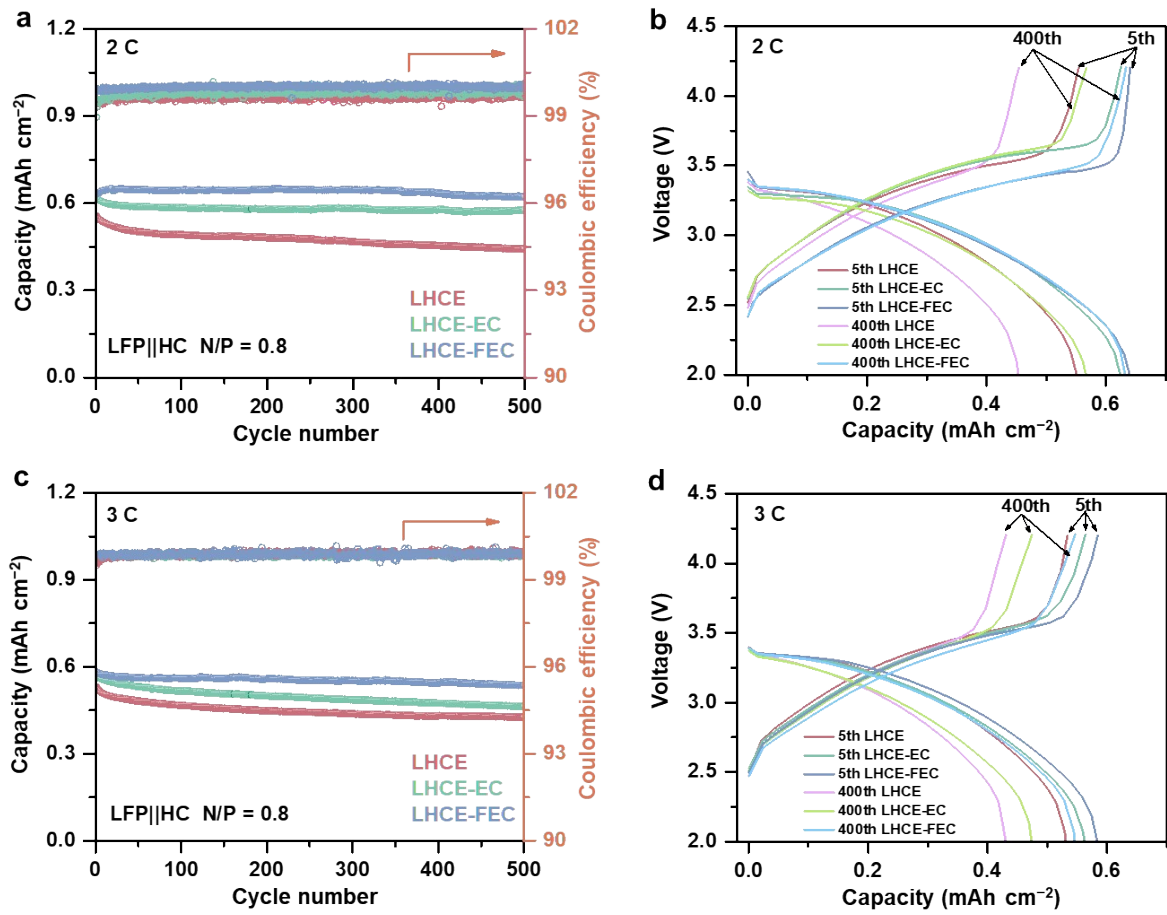 a
2 C
1.2
0.9
0.6
0.3
0.0
Capacity (mAh cm⁻²)
102
99
96
93
90
Coulombic efficiency (%)
LHCE
LHCE-EC
LHCE-FEC
LFP||HC N/P = 0.8
0 100 200 300 400 500
Cycle number
b
2 C
400th 5th
4.5
4.0
3.5
3.0
2.5
2.0
Voltage (V)
5th LHCE
5th LHCE-EC
5th LHCE-FEC
400th LHCE
400th LHCE-EC
400th LHCE-FEC
0.0 0.2 0.4 0.6
Capacity (mAh cm⁻²)
c
3 C
1.2
0.9
0.6
0.3
0.0
Capacity (mAh cm⁻²)
102
99
96
93
90
Coulombic efficiency (%)
LHCE
LHCE-EC
LHCE-FEC
LFP||HC N/P = 0.8
0 100 200 300 400 500
Cycle number
d
3 C
400th 5th
4.5
4.0
3.5
3.0
2.5
2.0
Voltage (V)
5th LHCE
5th LHCE-EC
5th LHCE-FEC
400th LHCE
400th LHCE-EC
400th LHCE-FEC
0.0 0.2 0.4 0.6
Capacity (mAh cm⁻²)